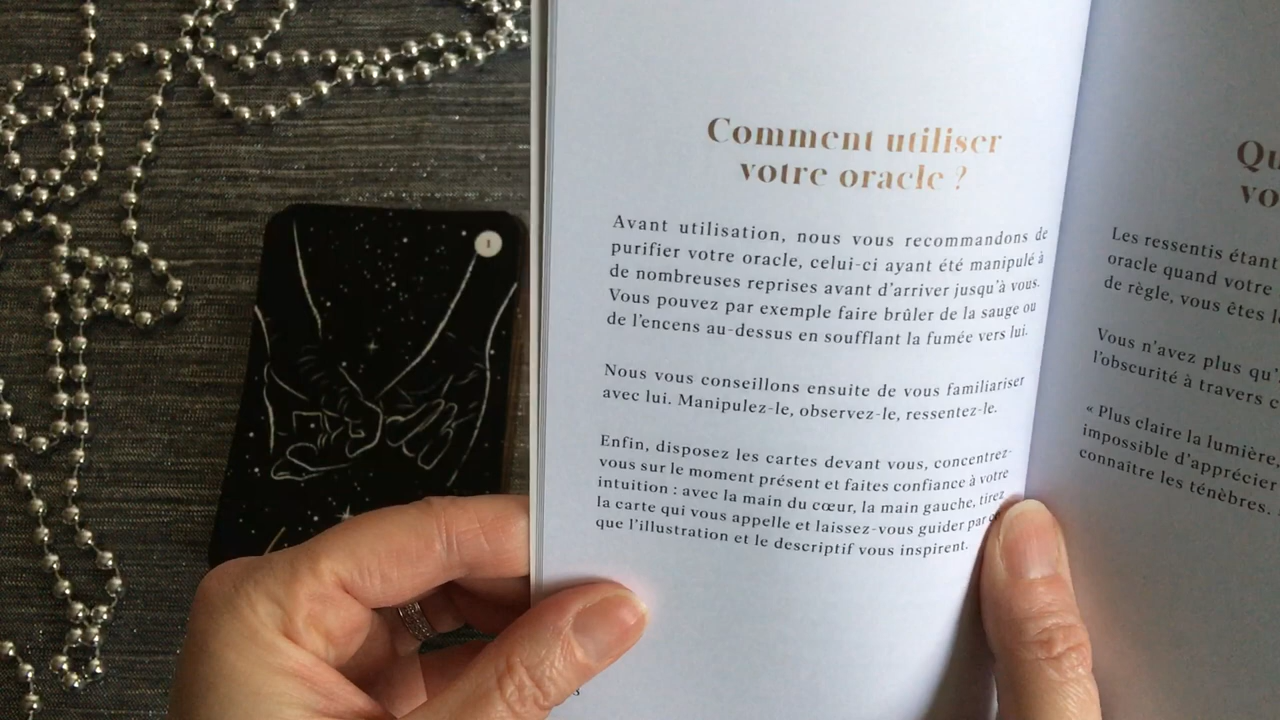 1
Comment utiliser
votre oracle ?
Avant utilisation, nous vous recommandons de
purifier votre oracle, celui-ci ayant été manipulé à
de nombreuses reprises avant d'arriver jusqu'à vous.
Vous pouvez par exemple faire brûler de la sauge ou
de l'encens au-dessus en soufflant la fumée vers lui.
Nous vous conseillons ensuite de vous familiariser
avec lui. Manipulez-le, observez-le, ressentez-le.
Enfin, disposez les cartes devant vous, concentrez-
vous sur le moment présent et faites confiance à votre
intuition : avec la main du cœur, la main gauche, tirez
la carte qui vous appelle et laissez-vous guider par
que l'illustration et le descriptif vous inspirent.
Les ressentis étant
oracle quand votre
de règle, vous êtes
Vous n'avez plus
l'obscurité à travers
« Plus claire la lumière,
impossible d'apprécier
connaître les ténèbres.